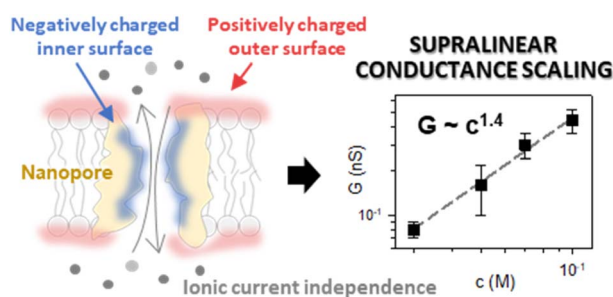 Negatively charged
inner surface
Positively charged
outer surface
Nanopore
Ionic current independence
SUPRALINEAR
CONDUCTANCE SCALING
G ~ c^1.4
G (nS)
10⁻¹
c (M)
10⁻¹